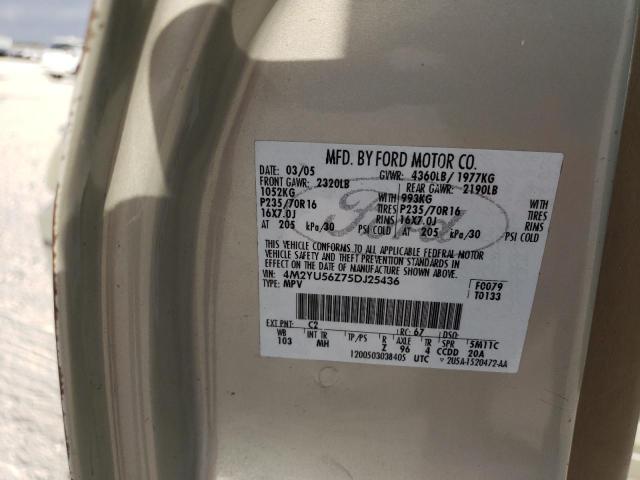 MFD. BY FORD MOTOR CO.
DATE: 03/05 GVWR: 4360LB/ 1977KG
FRONT GAWR: 2320LB REAR GAWR: 2190LB
1052KG WITH 993KG WITH
P235/70R16 TIRES P235/70R16 TIRES
16X7.0J RIMS 16X7.0J RIMS
AT 205 kPa/30 PSI COLD AT 205 kPa/30 PSI COLD
Ford
THIS VEHICLE CONFORMS TO ALL APPLICABLE FEDERAL MOTOR
VEHICLE SAFETY AND THEFT PREVENTION STANDARDS IN EFFECT
ON THE DATE OF MANUFACTURE SHOWN ABOVE.
VIN: 4M2YU56Z75DJ25436 F0079
TYPE: MPV T0133
EXT PNT: C2 RC: 67 DSO:
WB INT TR TP/PS R AXLE TR SPR 5M11C
103 MH Z 96 4 CCDD 20A
120050303840S UTC 2U5A-1520472-AA